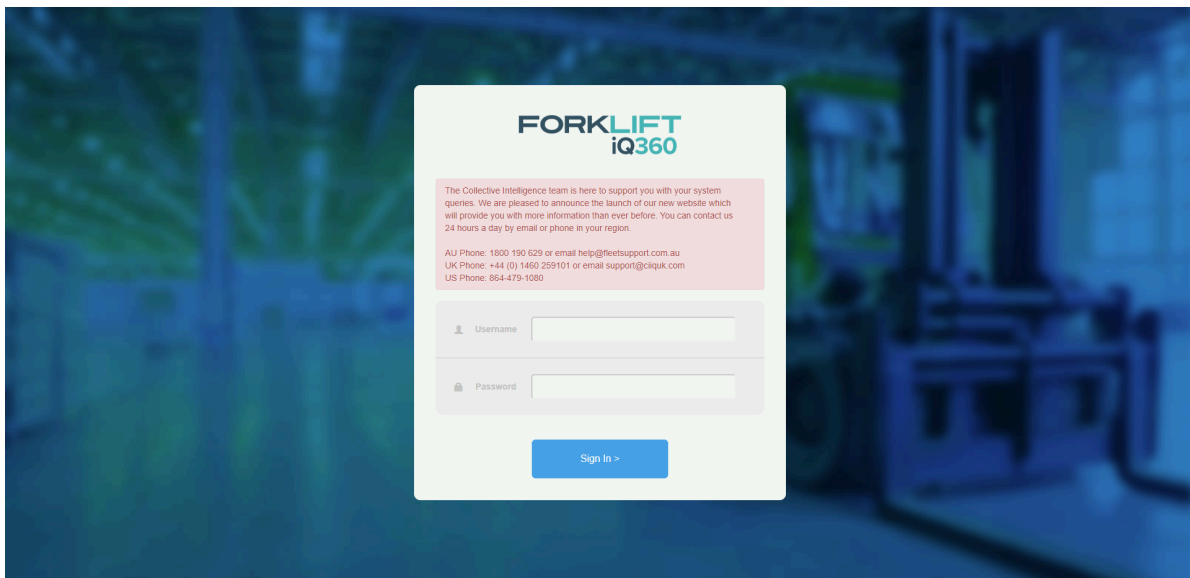 FORKLIFT
iQ360
The Collective Intelligence team is here to support you with your system
queries. We are pleased to announce the launch of our new website which
will provide you with more information than ever before. You can contact us
24 hours a day by email or phone in your region.
AU Phone: 1800 190 629 or email help@fleetsupport.com.au
UK Phone: +44 (0) 1460 259101 or email support@ciiquk.com
US Phone: 864-479-1080
Username
Password
Sign In >